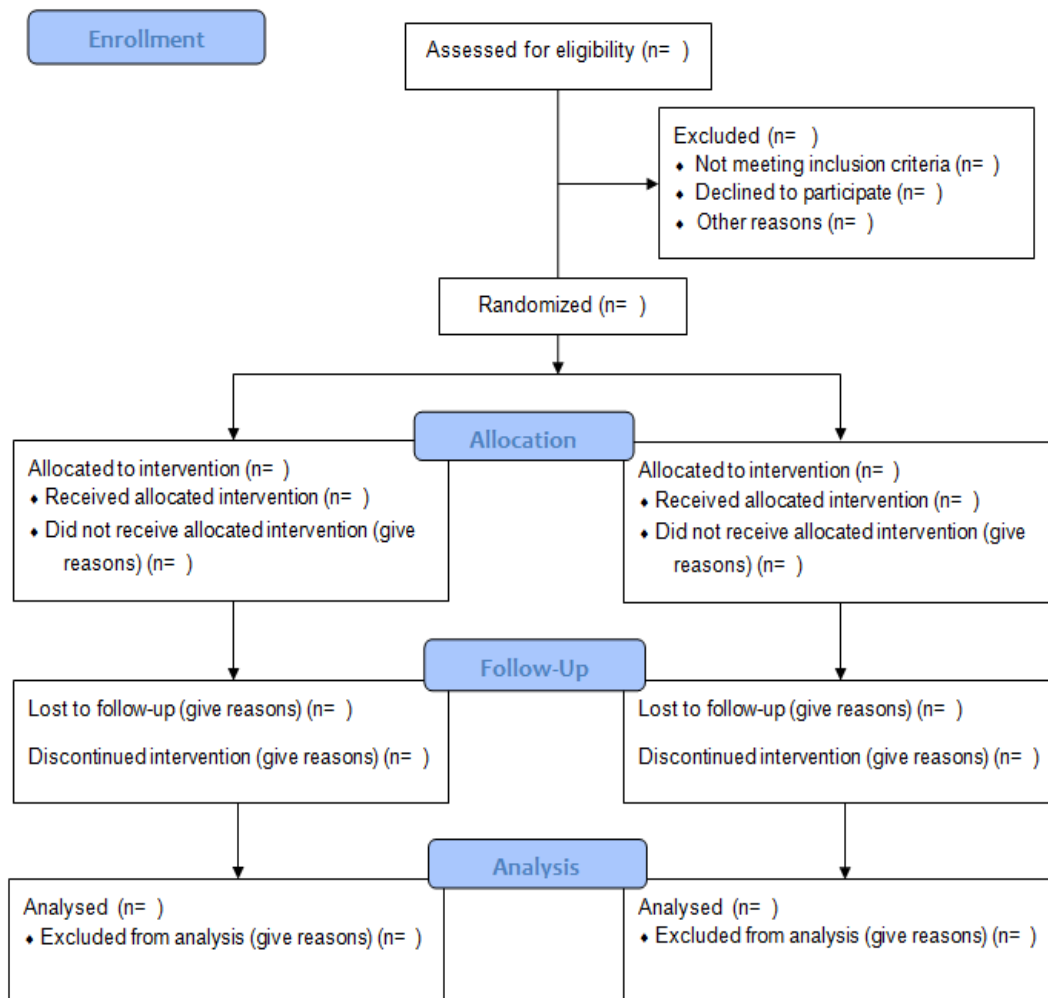 Enrollment
Assessed for eligibility (n=  )
Excluded (n=  )
♦ Not meeting inclusion criteria (n=  )
♦ Declined to participate (n=  )
♦ Other reasons (n=  )
Randomized (n=  )
Allocation
Allocated to intervention (n=  )
♦ Received allocated intervention (n=  )
♦ Did not receive allocated intervention (give
reasons) (n=  )
Allocated to intervention (n=  )
♦ Received allocated intervention (n=  )
♦ Did not receive allocated intervention (give
reasons) (n=  )
Follow-Up
Lost to follow-up (give reasons) (n=  )
Discontinued intervention (give reasons) (n=  )
Lost to follow-up (give reasons) (n=  )
Discontinued intervention (give reasons) (n=  )
Analysis
Analysed (n=  )
♦ Excluded from analysis (give reasons) (n=  )
Analysed (n=  )
♦ Excluded from analysis (give reasons) (n=  )